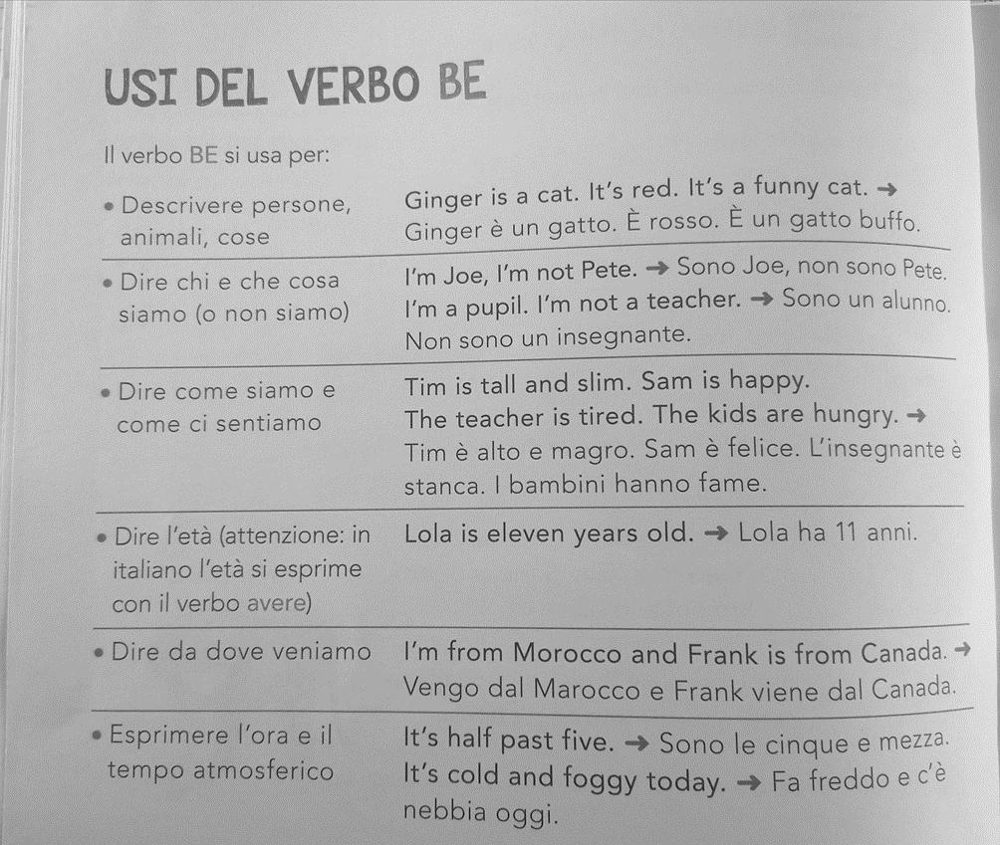 USI DEL VERBO BE
Il verbo BE si usa per:
• Descrivere persone,
animali, cose
Ginger is a cat. It's red. It's a funny cat. ➜
Ginger è un gatto. È rosso. È un gatto buffo.
• Dire chi e che cosa
siamo (o non siamo)
I'm Joe, I'm not Pete. ➜ Sono Joe, non sono Pete.
I'm a pupil. I'm not a teacher. ➜ Sono un alunno.
Non sono un insegnante.
• Dire come siamo e
come ci sentiamo
Tim is tall and slim. Sam is happy.
The teacher is tired. The kids are hungry. ➜
Tim è alto e magro. Sam è felice. L'insegnante è
stanca. I bambini hanno fame.
• Dire l'età (attenzione: in
italiano l'età si esprime
con il verbo avere)
Lola is eleven years old. ➜ Lola ha 11 anni.
• Dire da dove veniamo
I'm from Morocco and Frank is from Canada. ➜
Vengo dal Marocco e Frank viene dal Canada.
• Esprimere l'ora e il
tempo atmosferico
It's half past five. ➜ Sono le cinque e mezza.
It's cold and foggy today. ➜ Fa freddo e c'è
nebbia oggi.